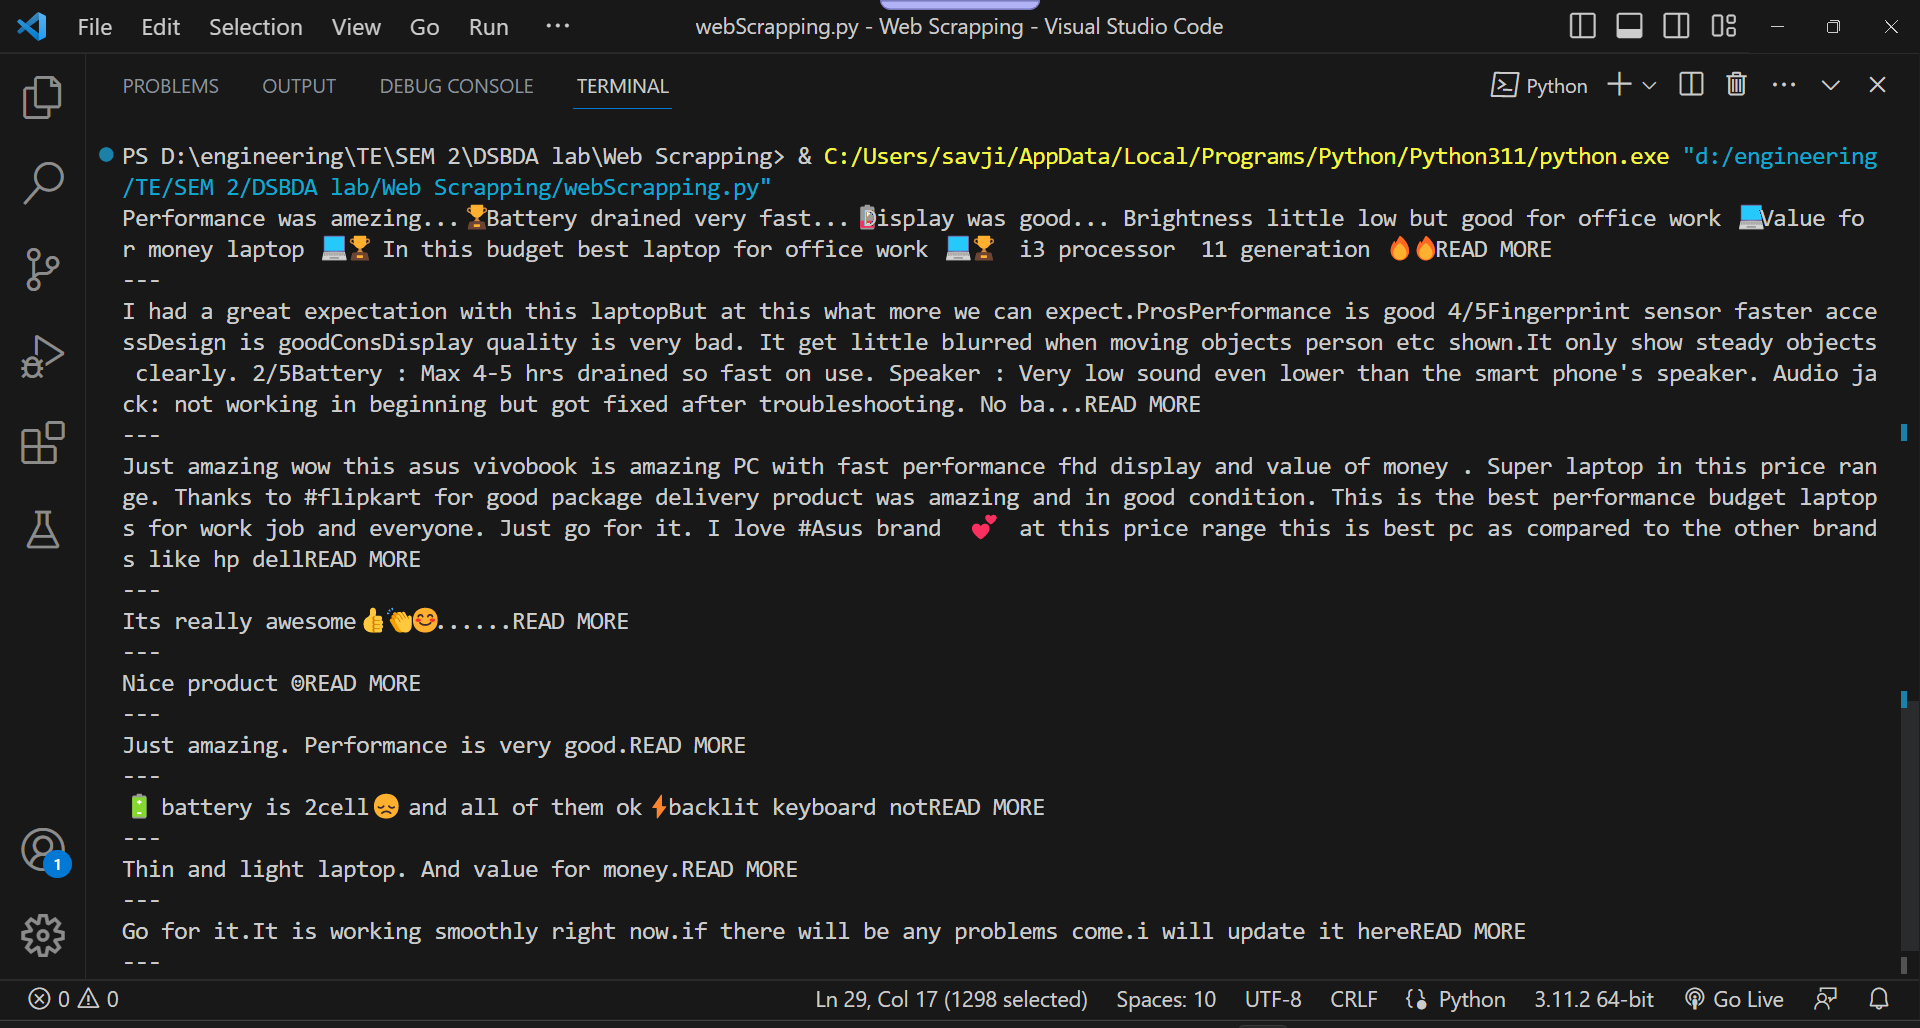 File Edit Selection View Go Run ··· webScrapping.py - Web Scrapping - Visual Studio Code
PROBLEMS OUTPUT DEBUG CONSOLE TERMINAL Python
PS D:\engineering\TE\SEM 2\DSBDA lab\Web Scrapping> & C:/Users/savji/AppData/Local/Programs/Python/Python311/python.exe "d:/engineering
/TE/SEM 2/DSBDA lab/Web Scrapping/webScrapping.py"
Performance was amezing...🏆Battery drained very fast...🔋Display was good... Brightness little low but good for office work 💻Value fo
r money laptop 💻🏆 In this budget best laptop for office work 💻🏆  i3 processor  11 generation 🔥🔥READ MORE
---
I had a great expectation with this laptopBut at this what more we can expect.ProsPerformance is good 4/5Fingerprint sensor faster acce
ssDesign is goodConsDisplay quality is very bad. It get little blurred when moving objects person etc shown.It only show steady objects
 clearly. 2/5Battery : Max 4-5 hrs drained so fast on use. Speaker : Very low sound even lower than the smart phone's speaker. Audio ja
ck: not working in beginning but got fixed after troubleshooting. No ba...READ MORE
---
Just amazing wow this asus vivobook is amazing PC with fast performance fhd display and value of money . Super laptop in this price ran
ge. Thanks to #flipkart for good package delivery product was amazing and in good condition. This is the best performance budget laptop
s for work job and everyone. Just go for it. I love #Asus brand  💕  at this price range this is best pc as compared to the other brand
s like hp dellREAD MORE
---
Its really awesome👍👏😊......READ MORE
---
Nice product ☺READ MORE
---
Just amazing. Performance is very good.READ MORE
---
🔋 battery is 2cell😞 and all of them ok ⚡backlit keyboard notREAD MORE
---
Thin and light laptop. And value for money.READ MORE
---
Go for it.It is working smoothly right now.if there will be any problems come.i will update it hereREAD MORE
---
1
0 0 Ln 29, Col 17 (1298 selected) Spaces: 10 UTF-8 CRLF Python 3.11.2 64-bit Go Live